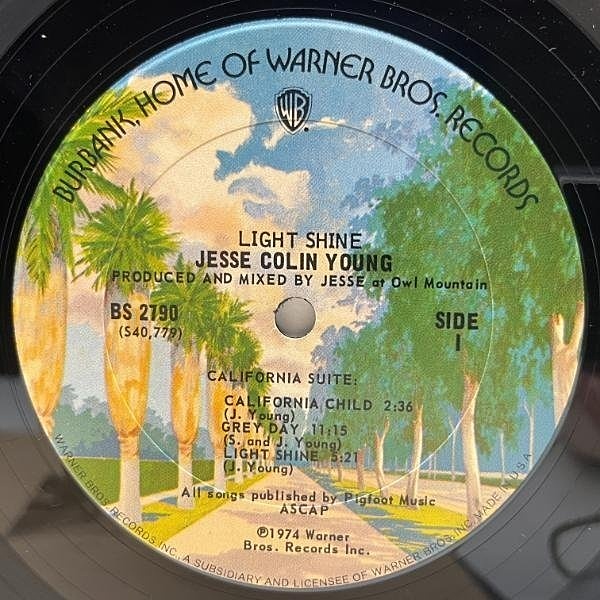 BURBANK, HOME OF WARNER BROS. RECORDS
WB
LIGHT SHINE
JESSE COLIN YOUNG
PRODUCED AND MIXED BY JESSE at Owl Mountain
BS 2790
(S40,779)
SIDE
1
CALIFORNIA SUITE:
CALIFORNIA CHILD 2:36
(J. Young)
GREY DAY 11:15
(S. and J. Young)
LIGHT SHINE 5:21
(J. Young)
All songs published by Pigfoot Music
ASCAP
℗1974 Warner
Bros. Records Inc.
WARNER BROS. RECORDS INC., A SUBSIDIARY AND LICENSEE OF WARNER BROS. INC. MADE IN U.S.A.